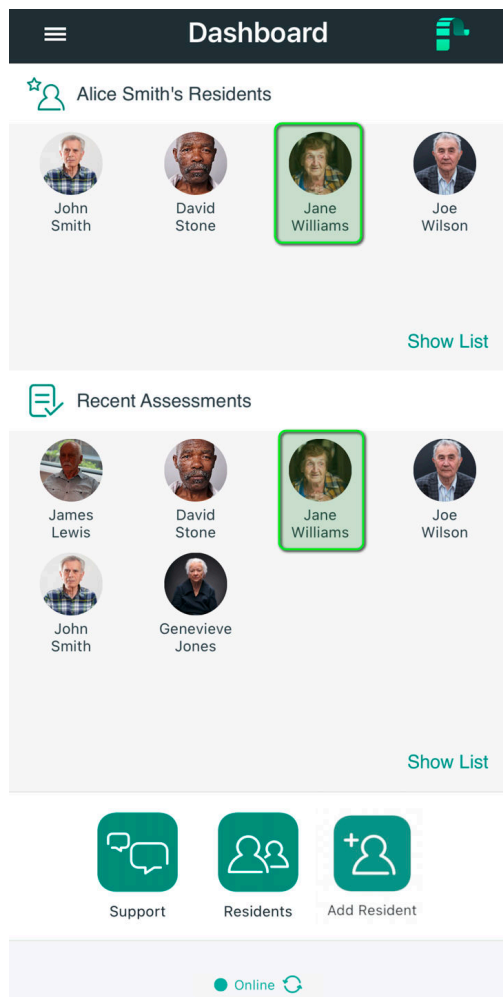 Dashboard
Alice Smith's Residents
John
Smith
David
Stone
Jane
Williams
Joe
Wilson
Show List
Recent Assessments
James
Lewis
David
Stone
Jane
Williams
Joe
Wilson
John
Smith
Genevieve
Jones
Show List
Support
Residents
Add Resident
Online